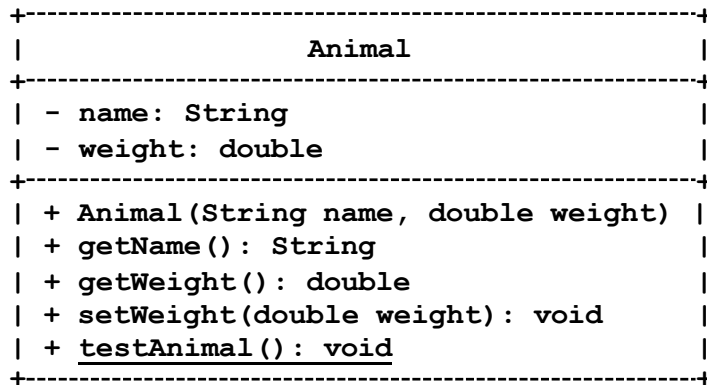 Animal
- name: String
- weight: double
+ Animal(String name, double weight)
+ getName(): String
+ getWeight(): double
+ setWeight(double weight): void
+ testAnimal(): void